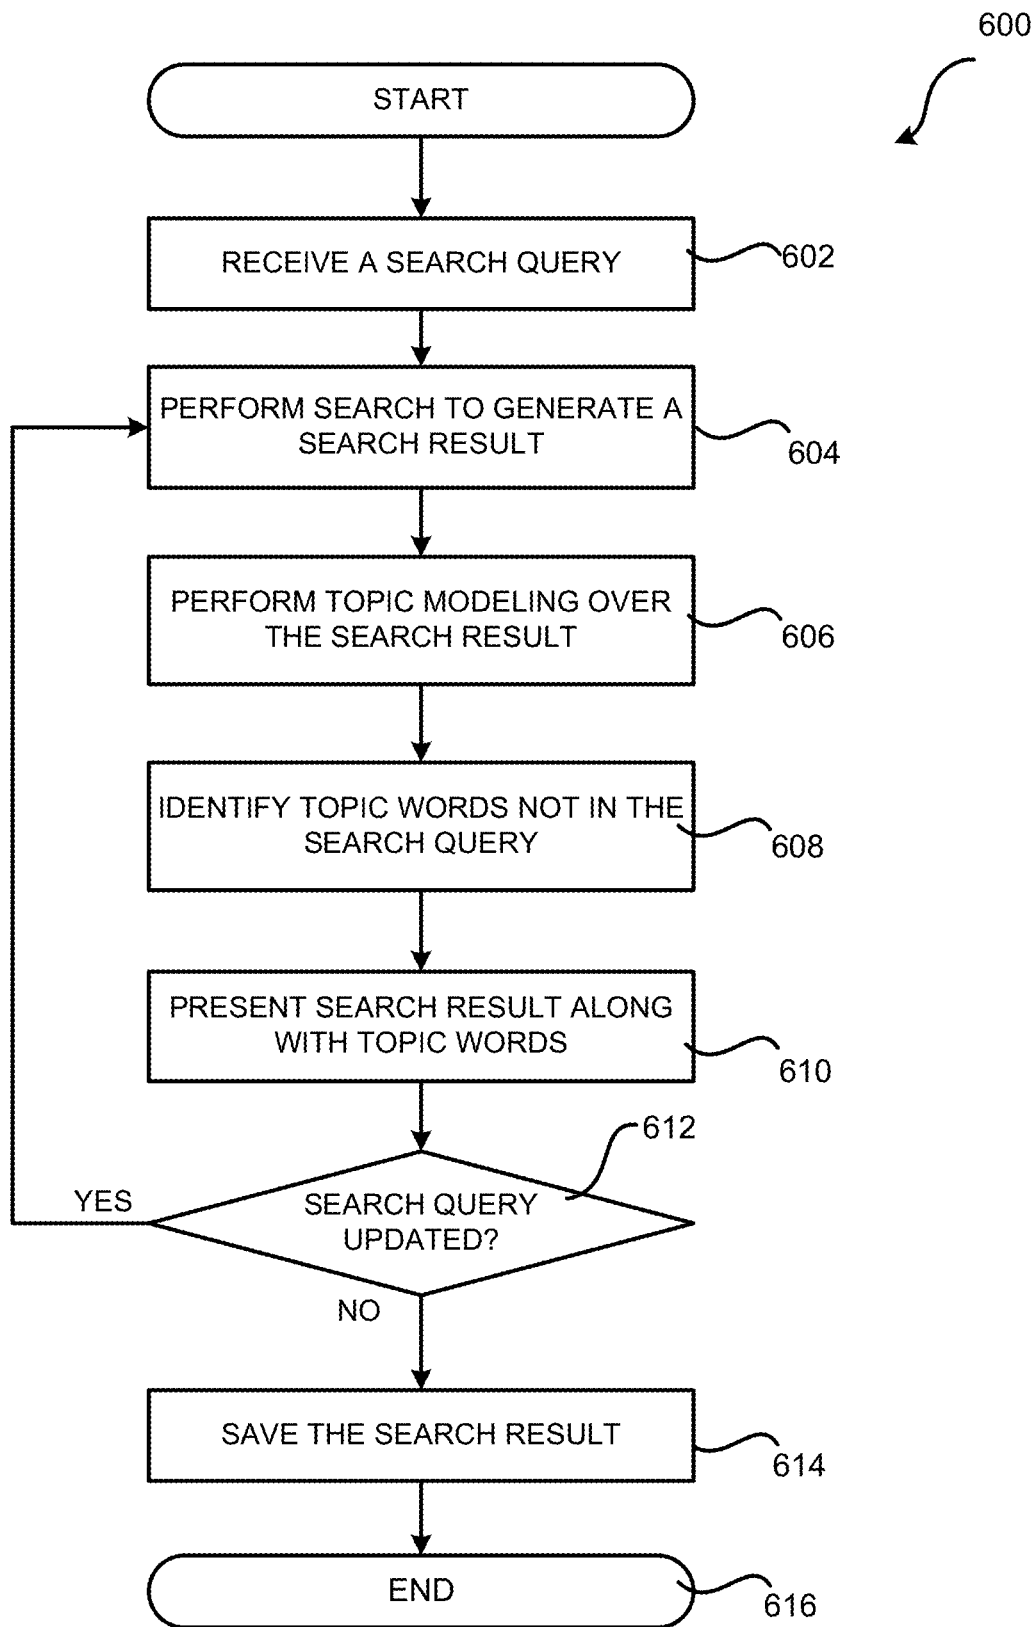 600
START
RECEIVE A SEARCH QUERY
602
PERFORM SEARCH TO GENERATE A
SEARCH RESULT
604
PERFORM TOPIC MODELING OVER
THE SEARCH RESULT
606
IDENTIFY TOPIC WORDS NOT IN THE
SEARCH QUERY
608
PRESENT SEARCH RESULT ALONG
WITH TOPIC WORDS
610
612
YES
SEARCH QUERY
UPDATED?
NO
SAVE THE SEARCH RESULT
614
END
616